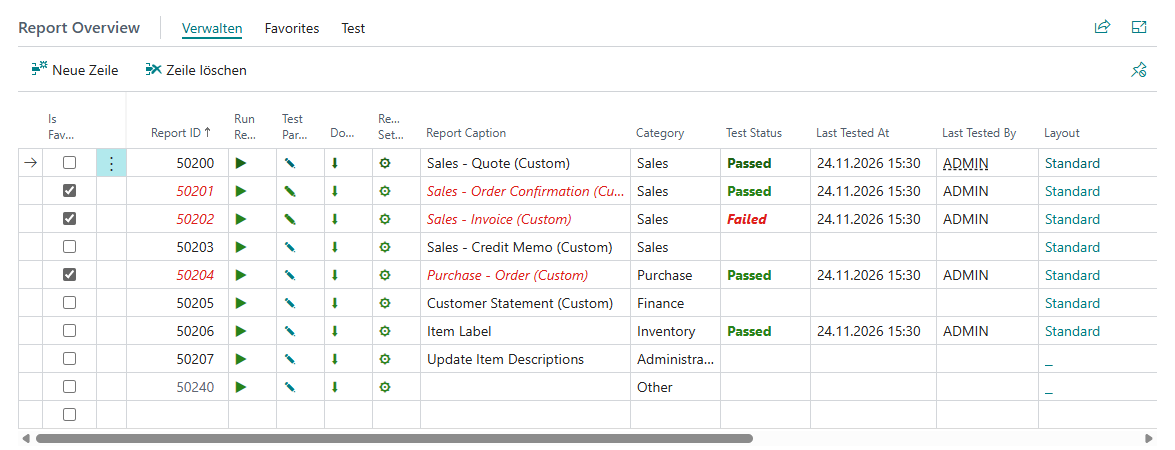 Report Overview Verwalten Favorites Test
Neue Zeile Zeile löschen
Is Fav... Report ID ↑ Run Re... Test Par... Do... Re... Set... Report Caption Category Test Status Last Tested At Last Tested By Layout
50200 Sales - Quote (Custom) Sales Passed 24.11.2026 15:30 ADMIN Standard
50201 Sales - Order Confirmation (Cu... Sales Passed 24.11.2026 15:30 ADMIN Standard
50202 Sales - Invoice (Custom) Sales Failed 24.11.2026 15:30 ADMIN Standard
50203 Sales - Credit Memo (Custom) Sales Standard
50204 Purchase - Order (Custom) Purchase Passed 24.11.2026 15:30 ADMIN Standard
50205 Customer Statement (Custom) Finance Standard
50206 Item Label Inventory Passed 24.11.2026 15:30 ADMIN Standard
50207 Update Item Descriptions Administra... _
50240 Other _